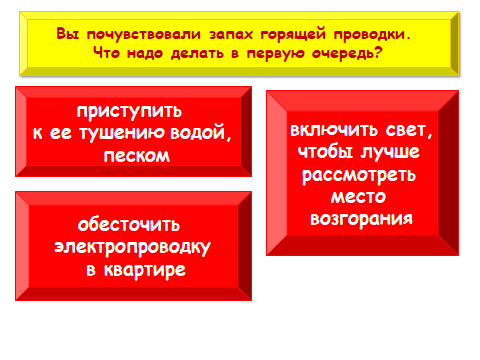 Вы почувствовали запах горящей проводки.
Что надо делать в первую очередь?
приступить
к ее тушению водой,
песком
включить свет,
чтобы лучше
рассмотреть
место
возгорания
обесточить
электропроводку
в квартире